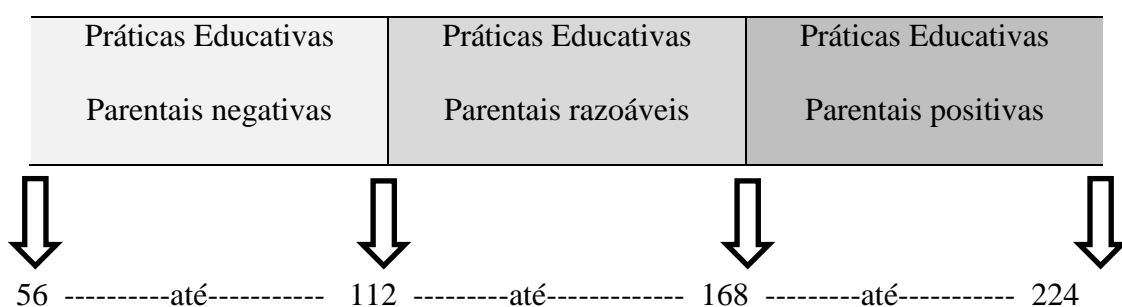 Práticas Educativas Práticas Educativas Práticas Educativas
Parentais negativas Parentais razoáveis Parentais positivas
56 ----------até----------- 112 ---------até------------- 168 ---------até----------- 224